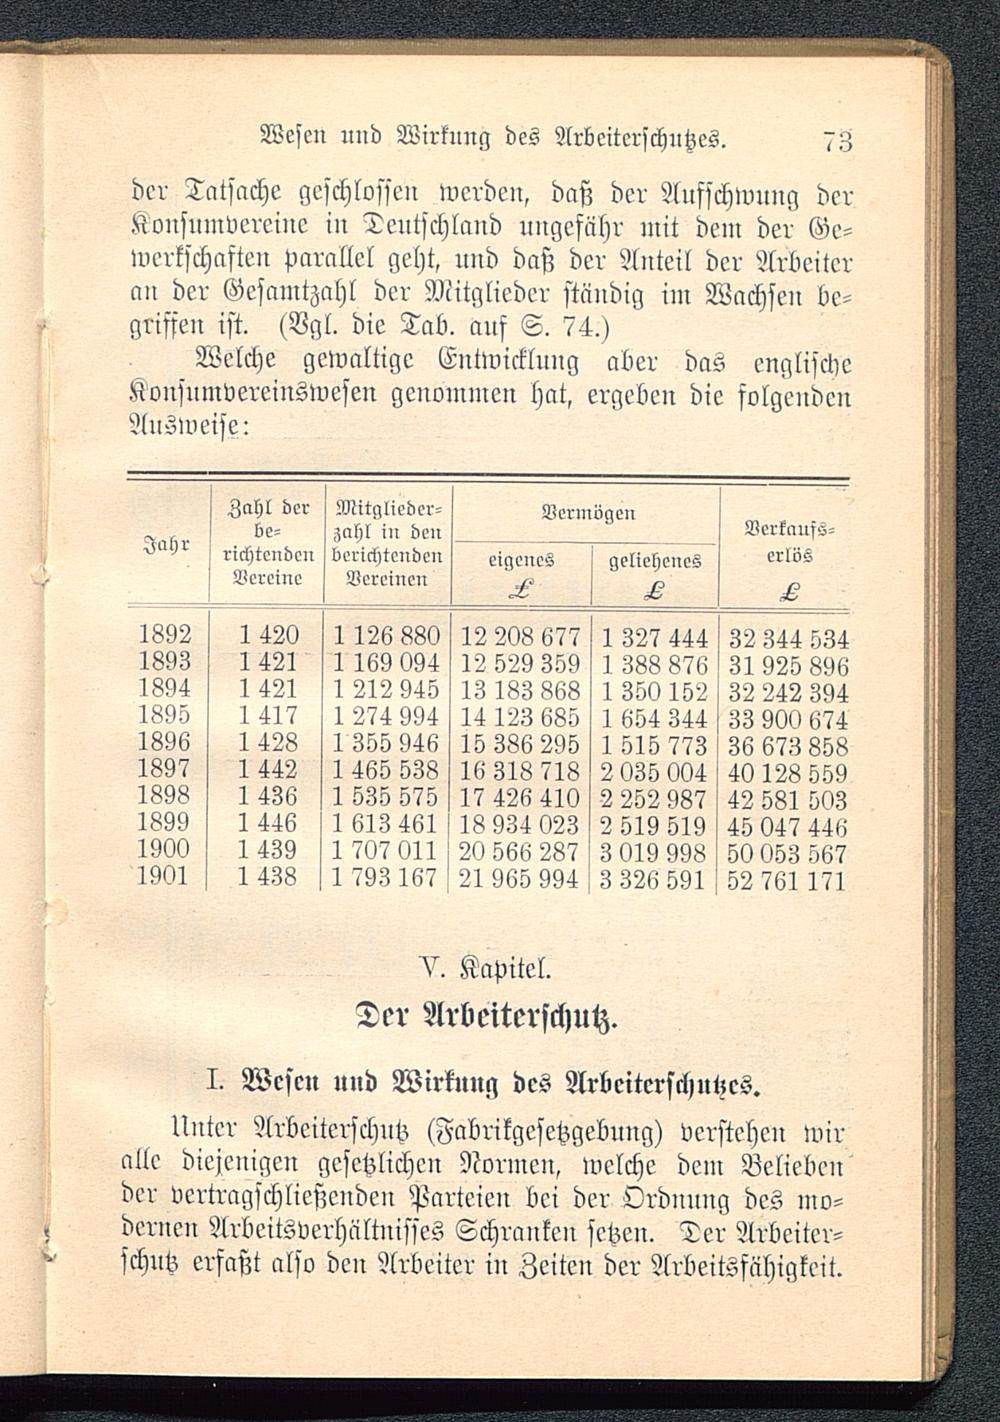 Wesen und Wirkung des Arbeiterschutzes. 73
der Tatsache geschlossen werden, daß der Aufschwung der
Konsumvereine in Deutschland ungefähr mit dem der Ge-
werkschaften parallel geht, und daß der Anteil der Arbeiter
an der Gesamtzahl der Mitglieder ständig im Wachsen be-
griffen ist. (Vgl. die Tab. auf S. 74.)
Welche gewaltige Entwicklung aber das englische
Konsumvereinswesen genommen hat, ergeben die folgenden
Ausweise:
Jahr
Zahl der
be-
richtenden
Vereine
Mitglieder-
zahl in den
berichtenden
Vereinen
Vermögen
eigenes
£
geliehenes
£
Verkaufs-
erlös
£
1892 1 420 1 126 880 12 208 677 1 327 444 32 344 534
1893 1 421 1 169 094 12 529 359 1 388 876 31 925 896
1894 1 421 1 212 945 13 183 868 1 350 152 32 242 394
1895 1 417 1 274 994 14 123 685 1 654 344 33 900 674
1896 1 428 1 355 946 15 386 295 1 515 773 36 673 858
1897 1 442 1 465 538 16 318 718 2 035 004 40 128 559
1898 1 436 1 535 575 17 426 410 2 252 987 42 581 503
1899 1 446 1 613 461 18 934 023 2 519 519 45 047 446
1900 1 439 1 707 011 20 566 287 3 019 998 50 053 567
1901 1 438 1 793 167 21 965 994 3 326 591 52 761 171
V. Kapitel.
Der Arbeiterschutz.
I. Wesen und Wirkung des Arbeiterschutzes.
Unter Arbeiterschutz (Fabrikgesetzgebung) verstehen wir
alle diejenigen gesetzlichen Normen, welche dem Belieben
der vertragschließenden Parteien bei der Ordnung des mo-
dernen Arbeitsverhältnisses Schranken setzen. Der Arbeiter-
schutz erfaßt also den Arbeiter in Zeiten der Arbeitsfähigkeit.